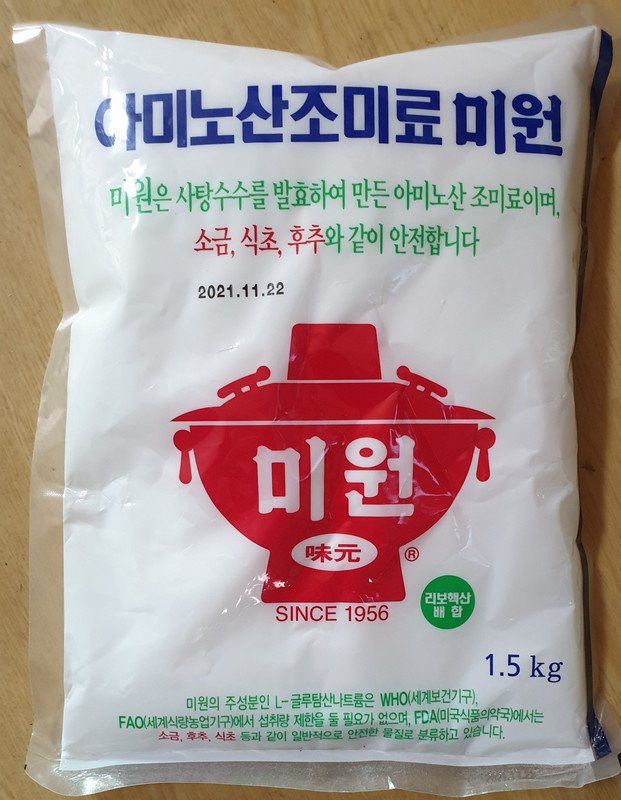 아미노산조미료 미원
미원은 사탕수수를 발효하여 만든 아미노산 조미료이며,
소금, 식초, 후추와 같이 안전합니다
2021.11.22
미원
味元
®
SINCE 1956
리보핵산
배합
1.5 kg
미원의 주성분인 L-글루탐산나트륨은 WHO(세계보건기구),
FAO(세계식량농업기구)에서 섭취량 제한을 둘 필요가 없으며, FDA(미국식품의약국)에서는
소금, 후추, 식초 등과 같이 일반적으로 안전한 물질로 분류하고 있습니다.